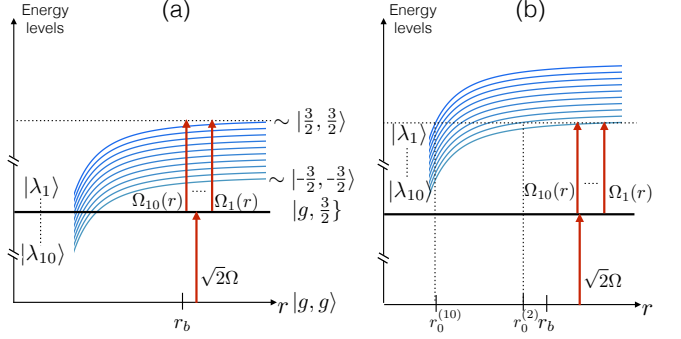 Energy levels
(a)
∼ |3/2, 3/2⟩
|λ₁⟩
∼ |-3/2, -3/2⟩
Ω₁₀(r) .... Ω₁(r)
|g, 3/2}
|λ₁₀⟩
√2Ω
r |g, g⟩
r_b
Energy levels
(b)
|λ₁⟩
|λ₁₀⟩
Ω₁₀(r) .... Ω₁(r)
√2Ω
r
r₀⁽¹⁰⁾
r₀⁽²⁾ r_b